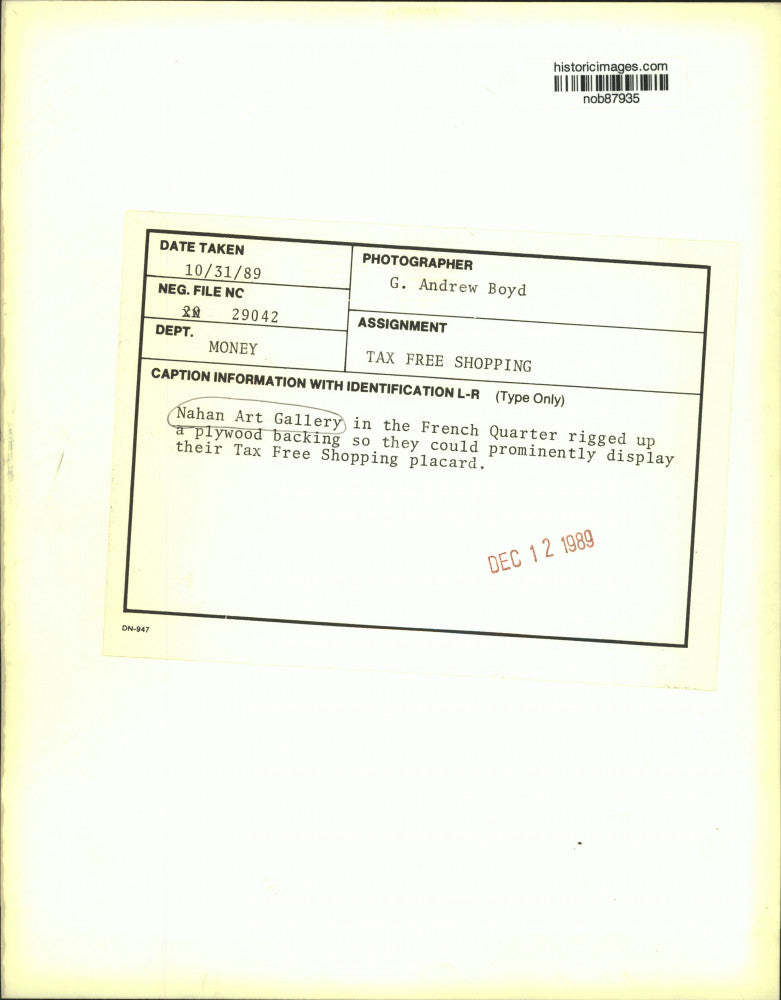 historicimages.com
nob87935
DATE TAKEN
10/31/89
PHOTOGRAPHER
G. Andrew Boyd
NEG. FILE NO
29042
ASSIGNMENT
TAX FREE SHOPPING
DEPT.
MONEY
CAPTION INFORMATION WITH IDENTIFICATION L-R (Type Only)
Nahan Art Gallery in the French Quarter rigged up
a plywood backing so they could prominently display
their Tax Free Shopping placard.
DEC 12 1989
DN-947